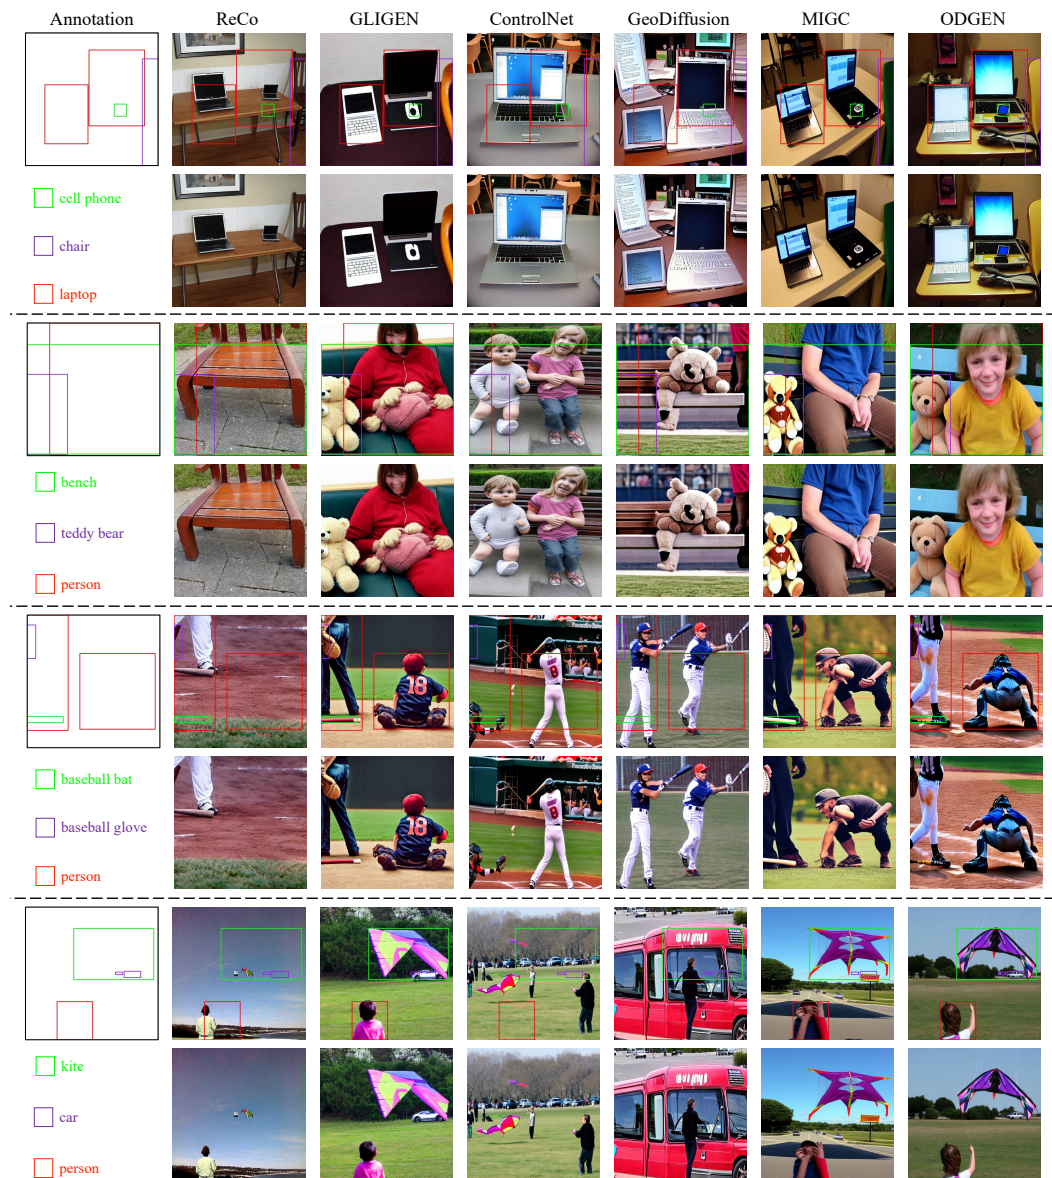 Annotation ReCo GLIGEN ControlNet GeoDiffusion MIGC ODGEN
cell phone
chair
laptop
bench
teddy bear
person
18
8
baseball bat
baseball glove
person
18
8
kite
car
person